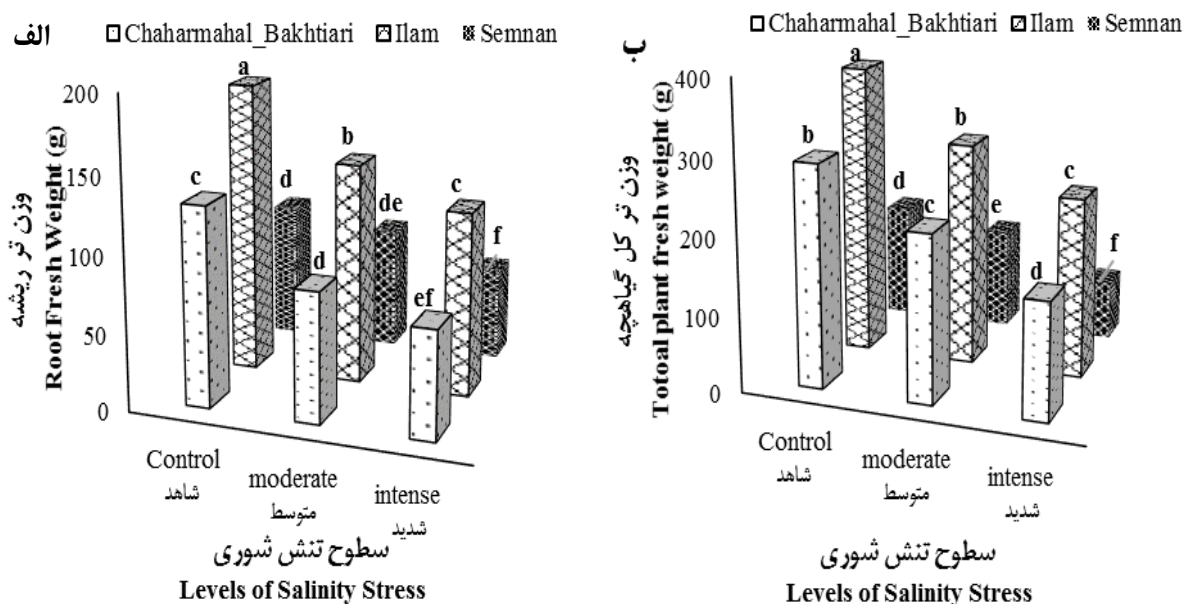 الف
Chaharmahal_Bakhtiari Ilam Semnan
وزن تر ریشه
Root Fresh Weight (g)
200
150
100
50
0
c
a
d
d
b
de
ef
c
f
Control
شاهد
moderate
متوسط
intense
شدید
سطوح تنش شوری
Levels of Salinity Stress
ب
Chaharmahal_Bakhtiari Ilam Semnan
وزن تر کل گیاهچه
Totoal plant fresh weight (g)
400
300
200
100
0
b
a
d
c
b
e
d
c
f
Control
شاهد
moderate
متوسط
intense
شدید
سطوح تنش شوری
Levels of Salinity Stress